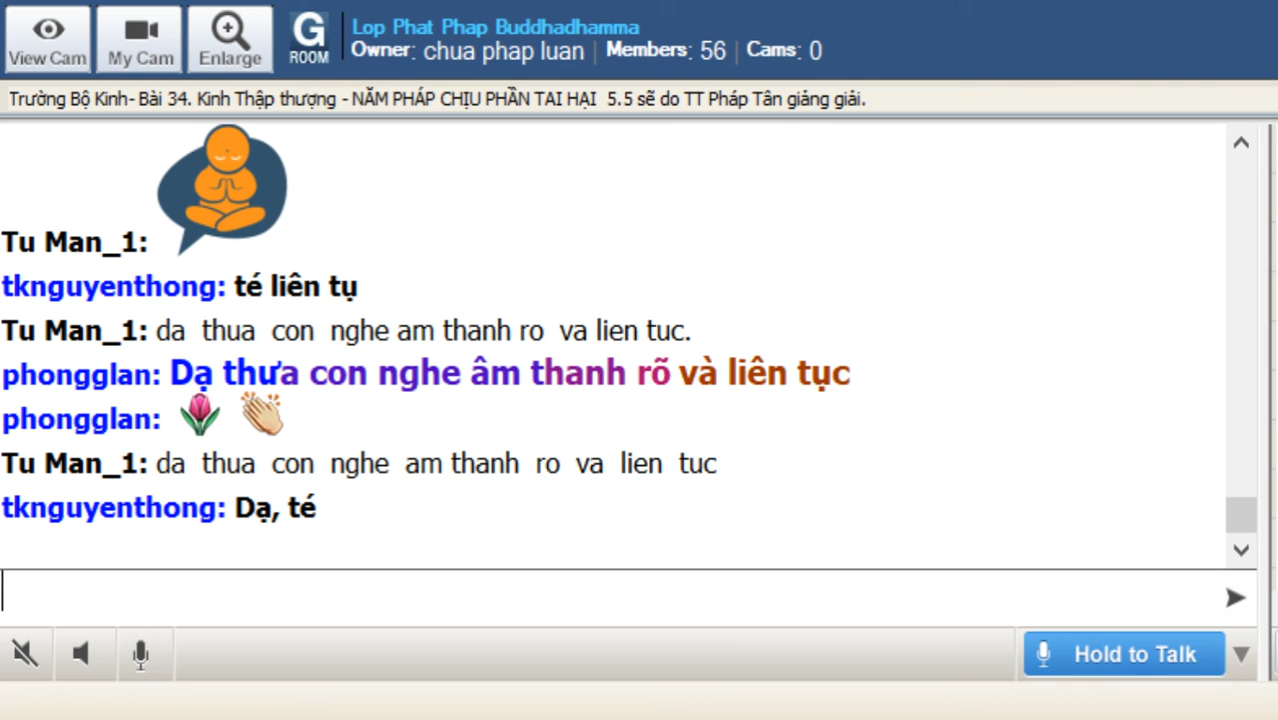 View Cam
My Cam
Enlarge
G ROOM
Lop Phat Phap Buddhadhamma
Owner: chua phap luan | Members: 56 | Cams: 0
Trường Bộ Kinh- Bài 34. Kinh Thập thượng - NĂM PHÁP CHỊU PHẦN TAI HẠI  5.5 sẽ do TT Pháp Tân giảng giải.
Tu Man_1:
tknguyenthong: té liên tụ
Tu Man_1: da  thua  con  nghe am thanh ro  va lien tuc.
phongglan: Dạ thưa con nghe âm thanh rõ và liên tục
phongglan:
Tu Man_1: da  thua  con  nghe  am thanh  ro  va  lien  tuc
tknguyenthong: Dạ, té
Hold to Talk